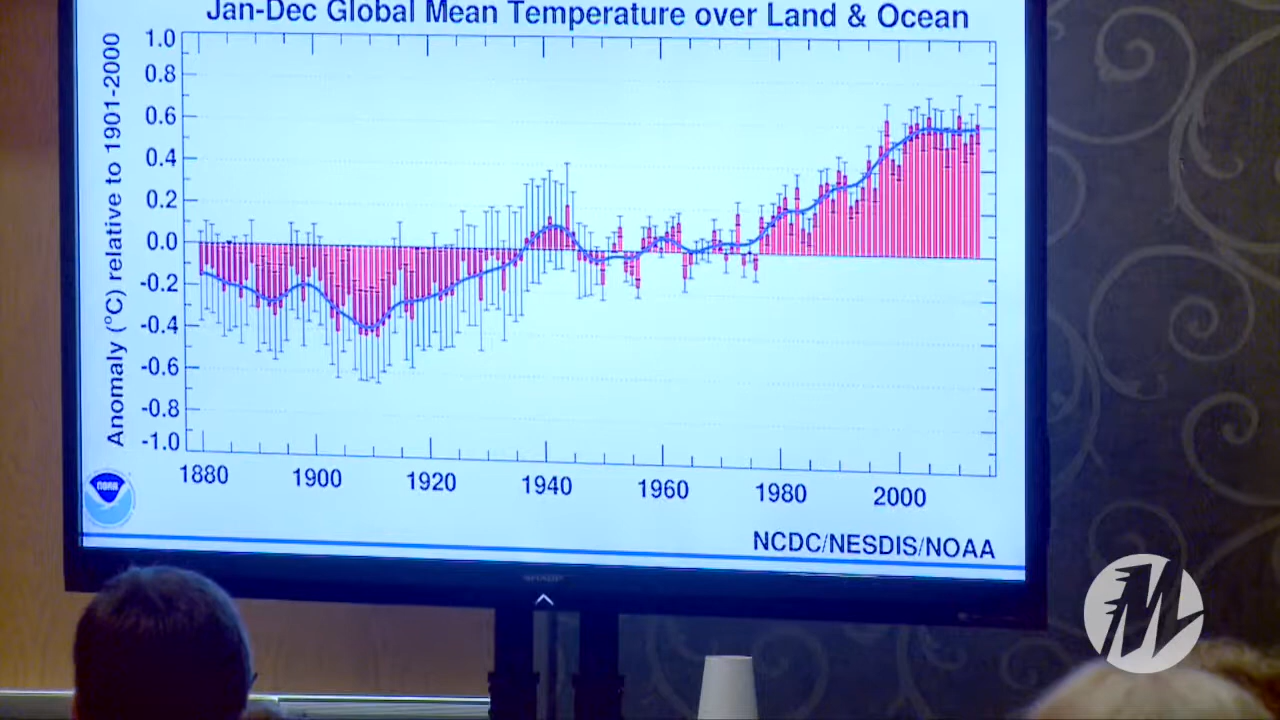 Jan-Dec Global Mean Temperature over Land & Ocean
Anomaly (°C) relative to 1901-2000
1.0
0.8
0.6
0.4
0.2
0.0
-0.2
-0.4
-0.6
-0.8
-1.0
1880 1900 1920 1940 1960 1980 2000
NOAA
NCDC/NESDIS/NOAA
SHARP
M